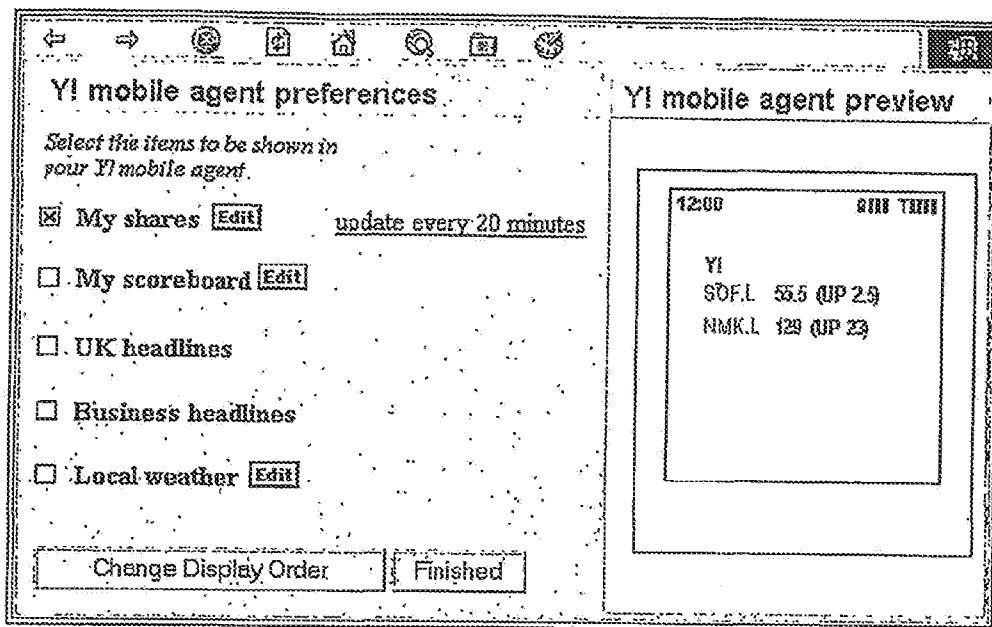 Y! mobile agent preferences
Select the items to be shown in
your Y! mobile agent.
My shares Edit update every 20 minutes
My scoreboard Edit
UK headlines
Business headlines
Local weather Edit
Change Display Order Finished
Y! mobile agent preview
12:00
Y!
SOF.L 55.5 (UP 2.5)
NMK.L 129 (UP 23)